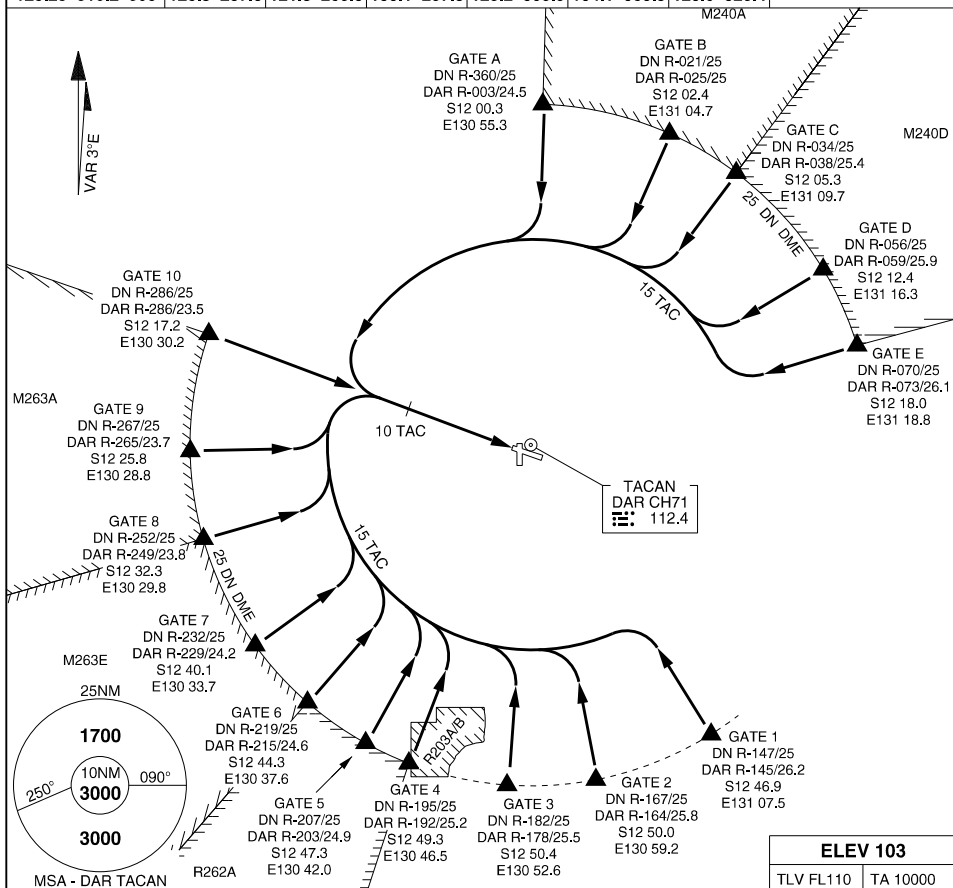 M240A
GATE A
DN R-360/25
DAR R-003/24.5
S12 00.3
E130 55.3
GATE B
DN R-021/25
DAR R-025/25
S12 02.4
E131 04.7
GATE C
DN R-034/25
DAR R-038/25.4
S12 05.3
E131 09.7
M240D
VAR 3°E
25 DN DME
GATE D
DN R-056/25
DAR R-059/25.9
S12 12.4
E131 16.3
15 TAC
GATE E
DN R-070/25
DAR R-073/26.1
S12 18.0
E131 18.8
GATE 10
DN R-286/25
DAR R-286/23.5
S12 17.2
E130 30.2
M263A
GATE 9
DN R-267/25
DAR R-265/23.7
S12 25.8
E130 28.8
10 TAC
TACAN
DAR CH71
112.4
GATE 8
DN R-252/25
DAR R-249/23.8
S12 32.3
E130 29.8
25 DN DME
15 TAC
GATE 7
DN R-232/25
DAR R-229/24.2
S12 40.1
E130 33.7
M263E
GATE 6
DN R-219/25
DAR R-215/24.6
S12 44.3
E130 37.6
GATE 5
DN R-207/25
DAR R-203/24.9
S12 47.3
E130 42.0
R203A/B
GATE 4
DN R-195/25
DAR R-192/25.2
S12 49.3
E130 46.5
GATE 3
DN R-182/25
DAR R-178/25.5
S12 50.4
E130 52.6
GATE 2
DN R-167/25
DAR R-164/25.8
S12 50.0
E130 59.2
GATE 1
DN R-147/25
DAR R-145/26.2
S12 46.9
E131 07.5
25NM
1700
10NM
3000
250°
090°
3000
MSA - DAR TACAN
R262A
ELEV 103
TLV FL110
TA 10000